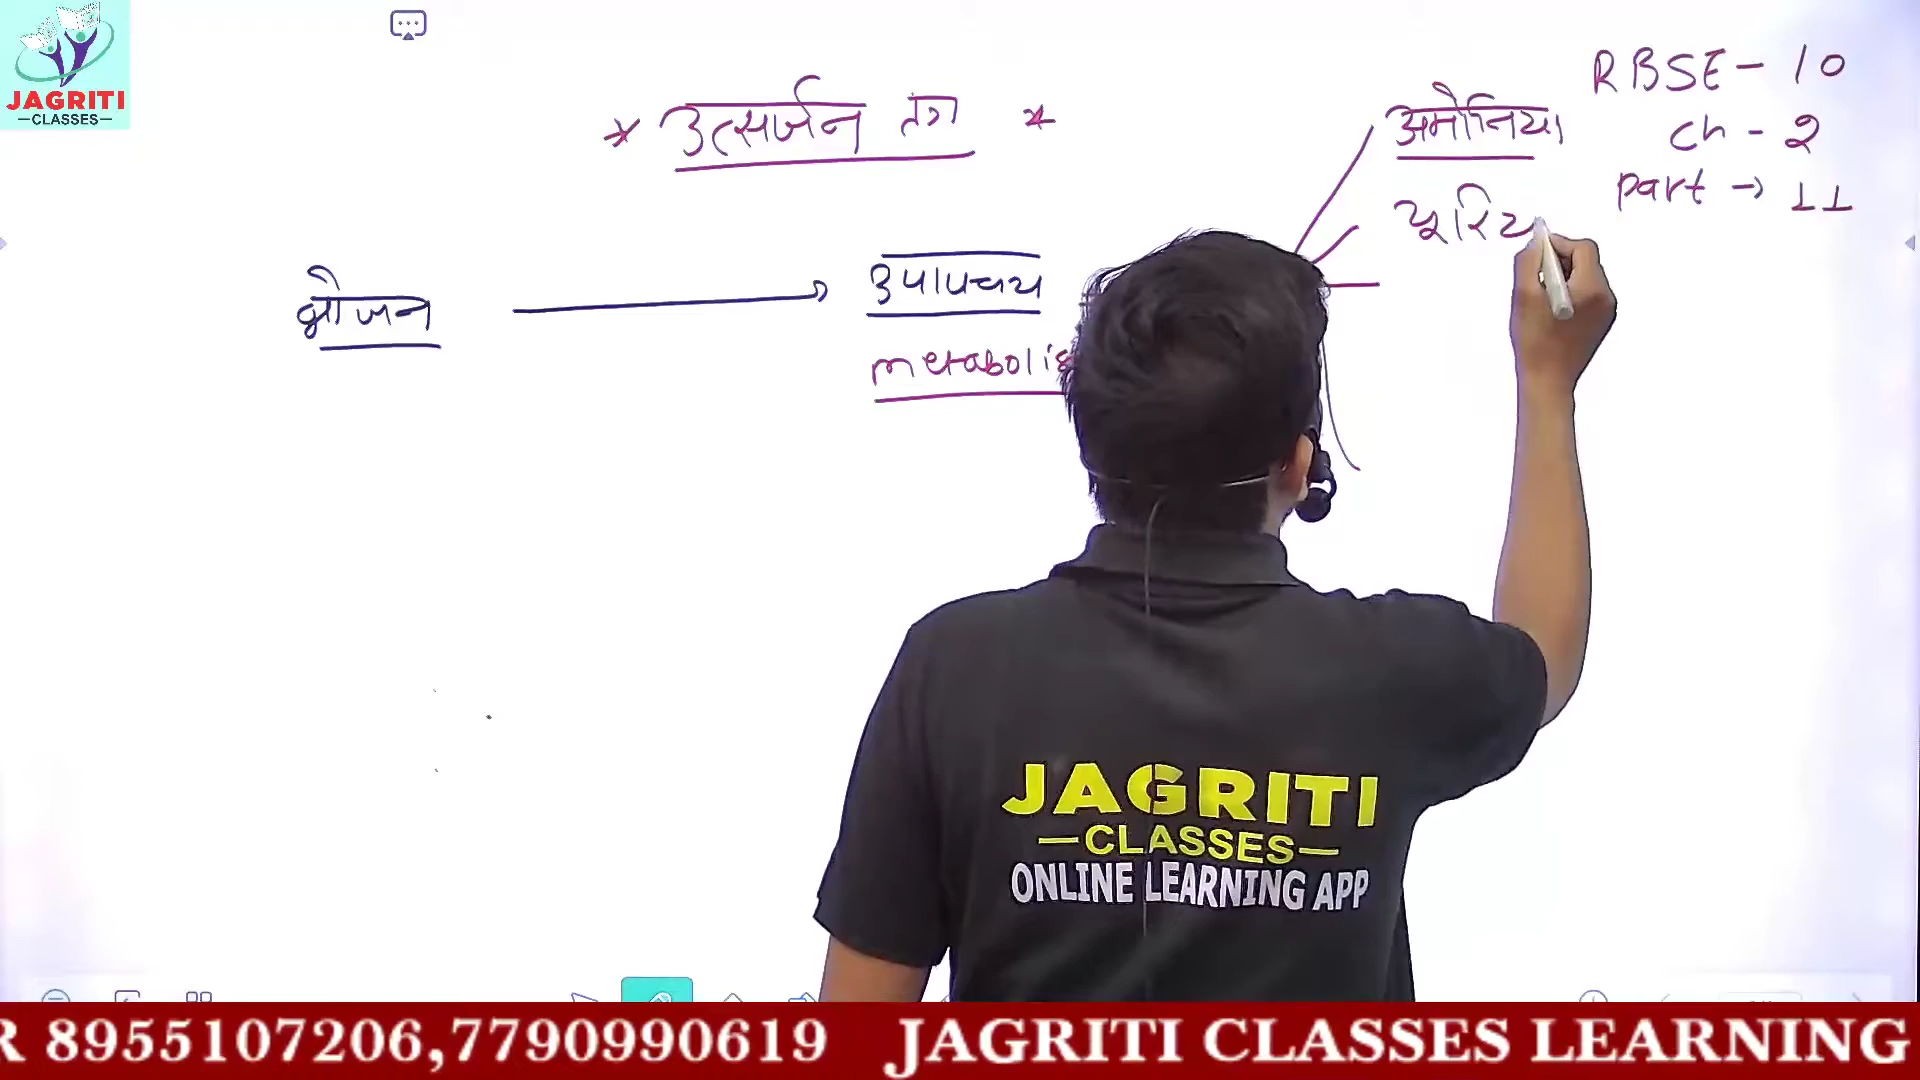 JAGRITI
—CLASSES—
* उत्सर्जन तंत्र *
RBSE - 10
ch - 2
part → 11
अमोनिया
यूरिय
भोजन
उपापचय
metabolis
JAGRITI
—CLASSES—
ONLINE LEARNING APP
R 8955107206,7790990619 JAGRITI CLASSES LEARNING